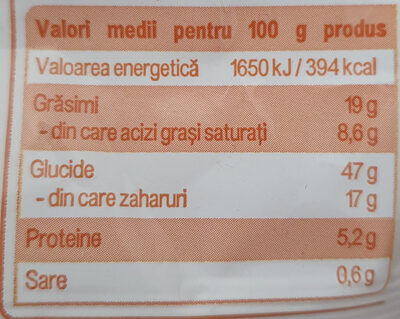 Valori medii pentru 100 g produs
Valoarea energetică 1650 kJ / 394 kcal
Grăsimi 19 g
- din care acizi grași saturați 8,6 g
Glucide 47 g
- din care zaharuri 17 g
Proteine 5,2 g
Sare 0,6 g